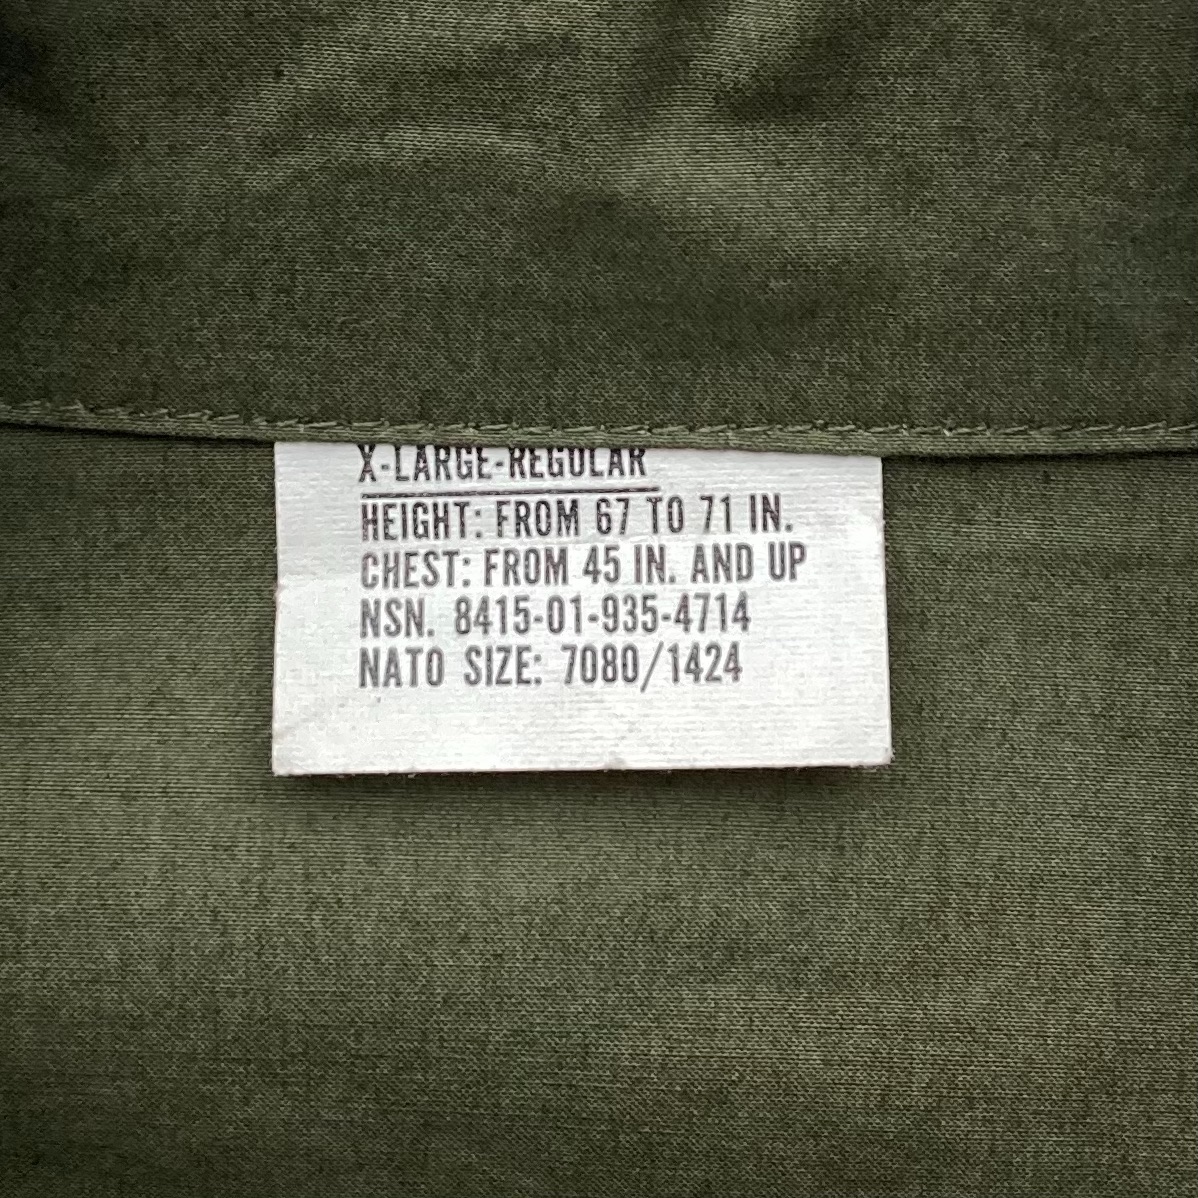 X-LARGE-REGULAR
HEIGHT: FROM 67 TO 71 IN.
CHEST: FROM 45 IN. AND UP
NSN. 8415-01-935-4714
NATO SIZE: 7080/1424